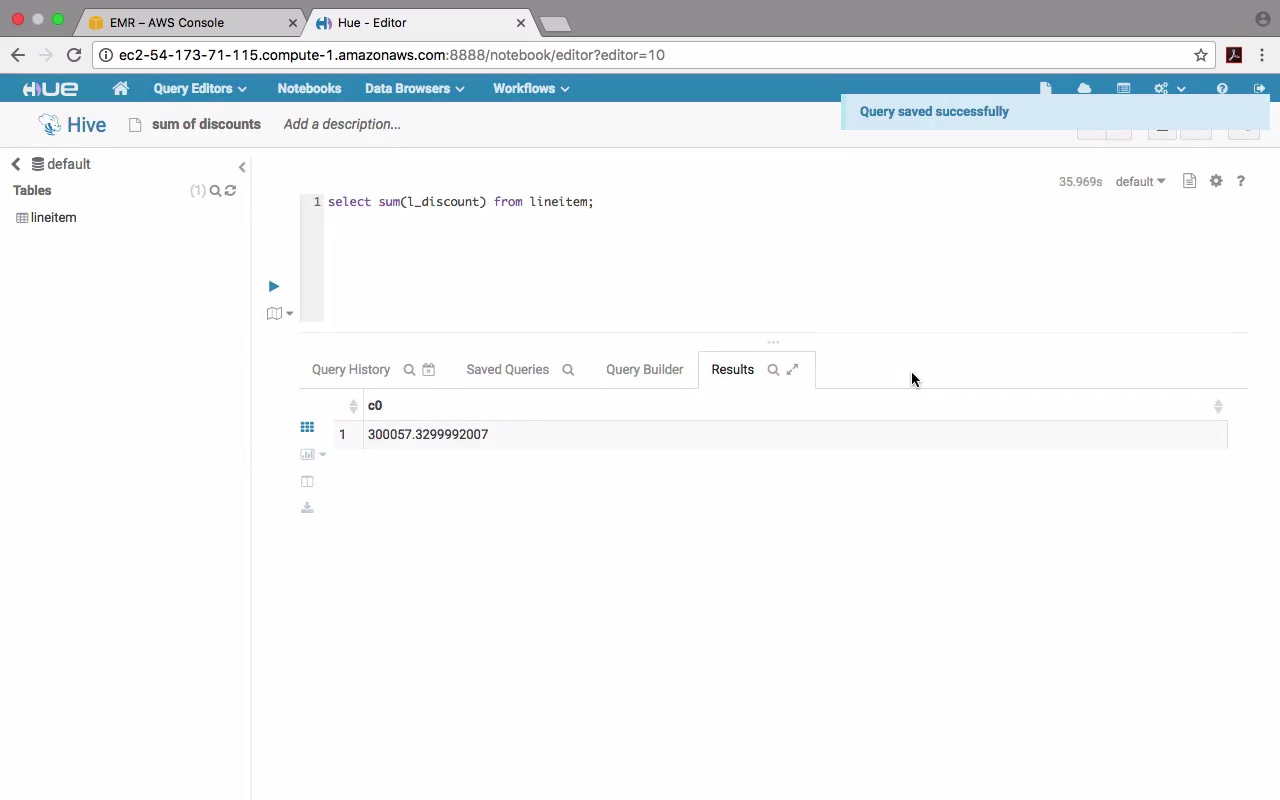 EMR – AWS Console
Hue - Editor
ec2-54-173-71-115.compute-1.amazonaws.com:8888/notebook/editor?editor=10
HUE Query Editors Notebooks Data Browsers Workflows ?
Query saved successfully
Hive sum of discounts Add a description...
default
Tables (1)
lineitem
35.969s default ?
1 select sum(l_discount) from lineitem;
Query History Saved Queries Query Builder Results
c0
1 300057.3299992007